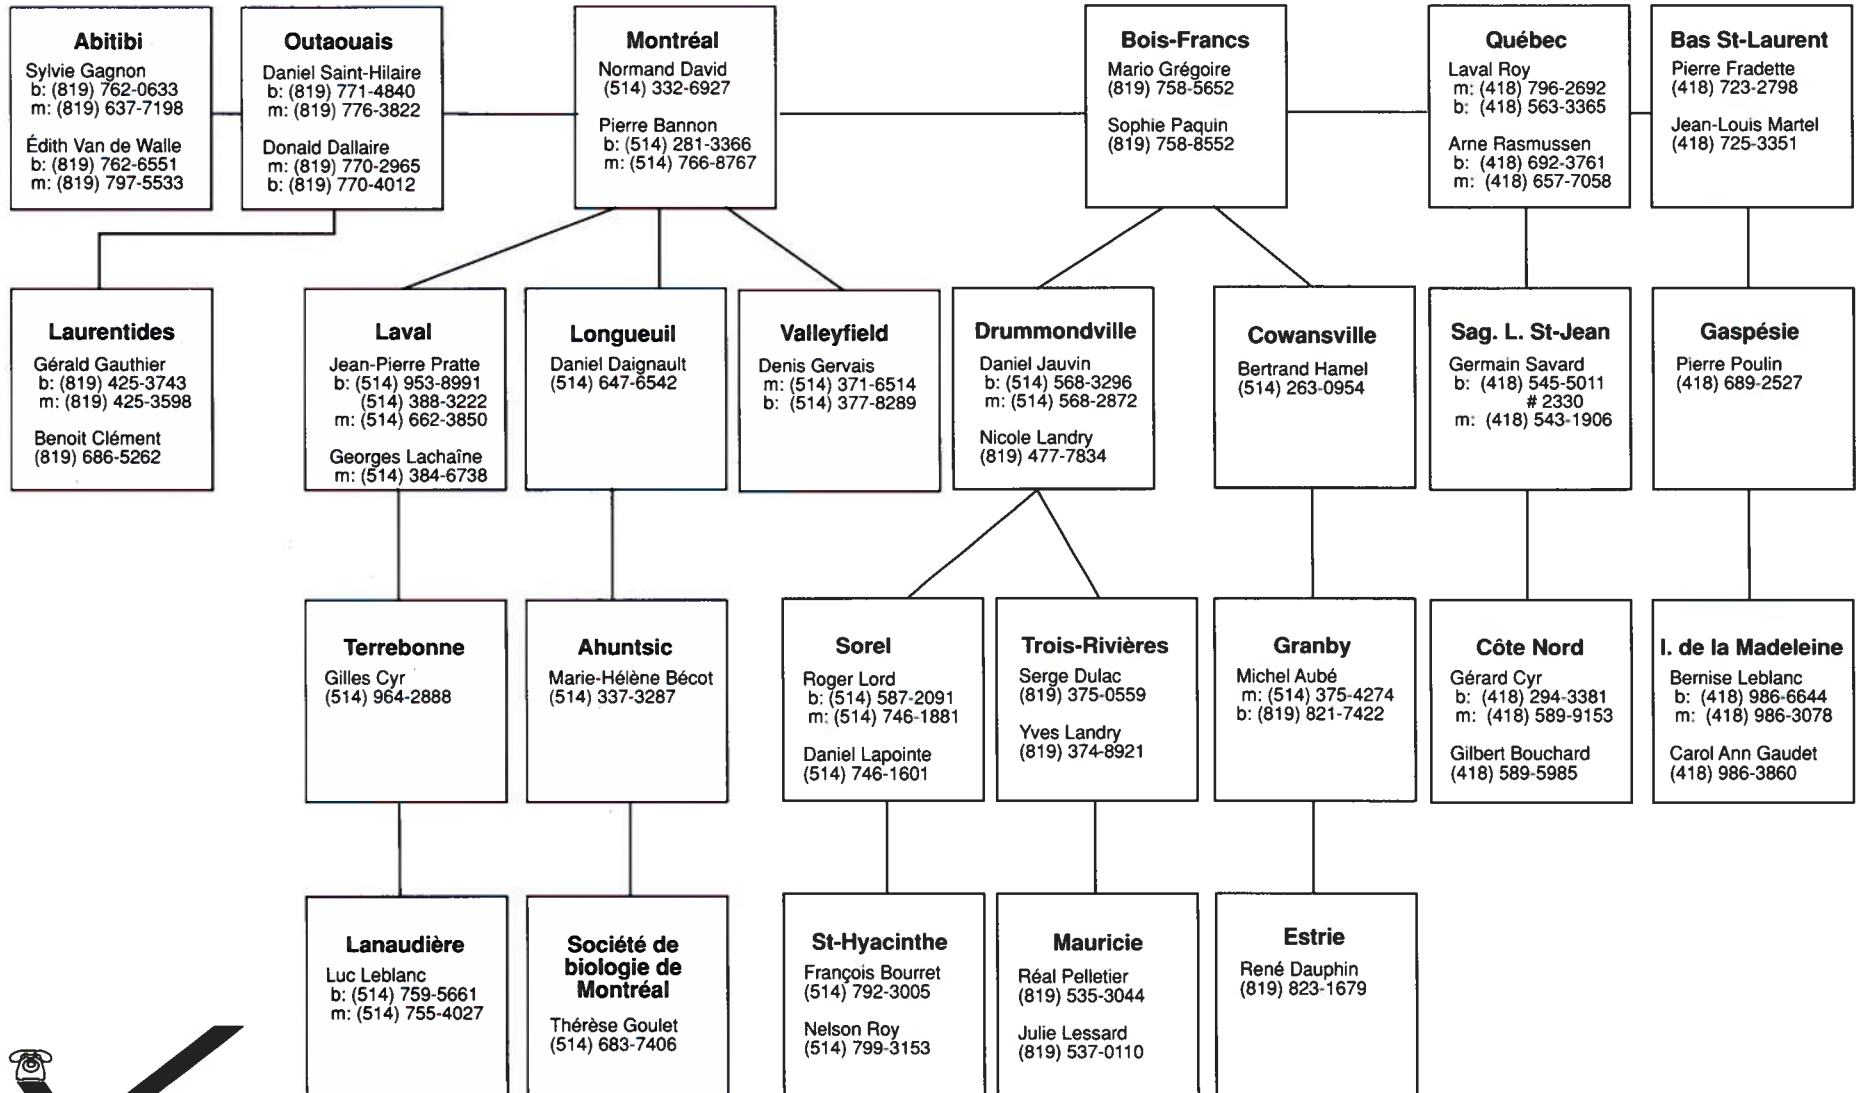 Abitibi
Sylvie Gagnon
b: (819) 762-0633
m: (819) 637-7198
Édith Van de Walle
b: (819) 762-6551
m: (819) 797-5533
Outaouais
Daniel Saint-Hilaire
b: (819) 771-4840
m: (819) 776-3822
Donald Dallaire
m: (819) 770-2965
b: (819) 770-4012
Montréal
Normand David
(514) 332-6927
Pierre Bannon
b: (514) 281-3366
m: (514) 766-8767
Bois-Francs
Mario Grégoire
(819) 758-5652
Sophie Paquin
(819) 758-8552
Québec
Laval Roy
m: (418) 796-2692
b: (418) 563-3365
Arne Rasmussen
b: (418) 692-3761
m: (418) 657-7058
Bas St-Laurent
Pierre Fradette
(418) 723-2798
Jean-Louis Martel
(418) 725-3351
Laurentides
Gérald Gauthier
b: (819) 425-3743
m: (819) 425-3598
Benoit Clément
(819) 686-5262
Laval
Jean-Pierre Pratte
b: (514) 953-8991
(514) 388-3222
m: (514) 662-3850
Georges Lachaîne
m: (514) 384-6738
Longueuil
Daniel Daignault
(514) 647-6542
Valleyfield
Denis Gervais
m: (514) 371-6514
b: (514) 377-8289
Drummondville
Daniel Jauvin
b: (514) 568-3296
m: (514) 568-2872
Nicole Landry
(819) 477-7834
Cowansville
Bertrand Hamel
(514) 263-0954
Sag. L. St-Jean
Germain Savard
b: (418) 545-5011
# 2330
m: (418) 543-1906
Gaspésie
Pierre Poulin
(418) 689-2527
Terrebonne
Gilles Cyr
(514) 964-2888
Ahuntsic
Marie-Hélène Bécot
(514) 337-3287
Sorel
Roger Lord
b: (514) 587-2091
m: (514) 746-1881
Daniel Lapointe
(514) 746-1601
Trois-Rivières
Serge Dulac
(819) 375-0559
Yves Landry
(819) 374-8921
Granby
Michel Aubé
m: (514) 375-4274
b: (819) 821-7422
Côte Nord
Gérard Cyr
b: (418) 294-3381
m: (418) 589-9153
Gilbert Bouchard
(418) 589-5985
I. de la Madeleine
Bernise Leblanc
b: (418) 986-6644
m: (418) 986-3078
Carol Ann Gaudet
(418) 986-3860
Lanaudière
Luc Leblanc
b: (514) 759-5661
m: (514) 755-4027
Société de
biologie de
Montréal
Thérèse Goulet
(514) 683-7406
St-Hyacinthe
François Bourret
(514) 792-3005
Nelson Roy
(514) 799-3153
Mauricie
Réal Pelletier
(819) 535-3044
Julie Lessard
(819) 537-0110
Estrie
René Dauphin
(819) 823-1679